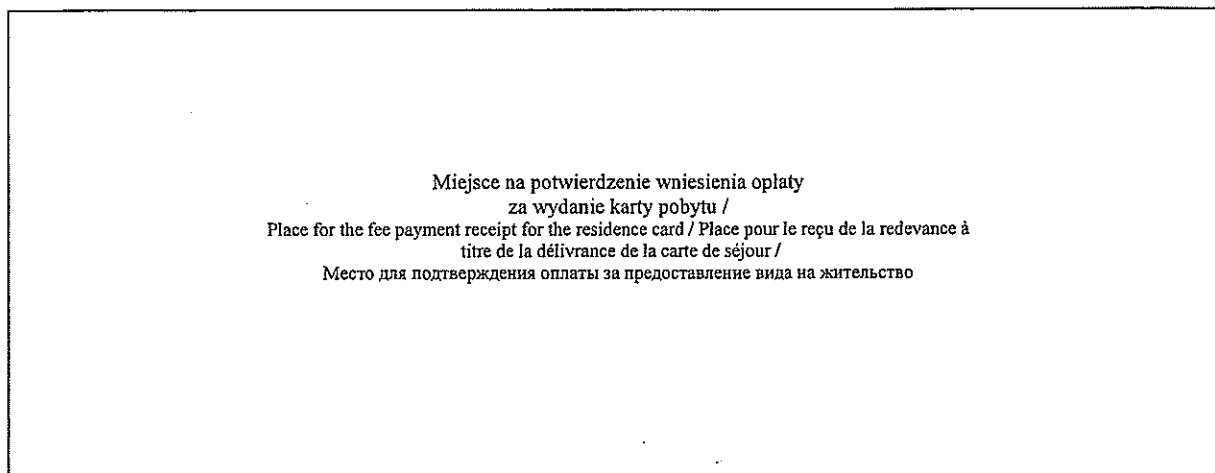 Miejsce na potwierdzenie wniesienia opłaty
za wydanie karty pobytu /
Place for the fee payment receipt for the residence card / Place pour le reçu de la redevance à
titre de la délivrance de la carte de séjour /
Место для подтверждения оплаты за предоставление вида на жительство